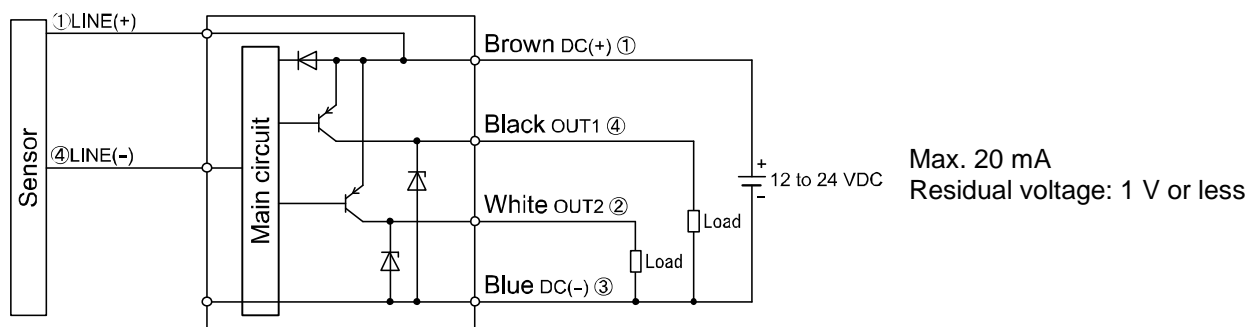 ①LINE(+)
Brown DC(+) ①
Black OUT1 ④
④LINE(-)
Sensor
Main circuit
+
12 to 24 VDC
-
Max. 20 mA
Residual voltage: 1 V or less
White OUT2 ②
Load
Load
Blue DC(-) ③